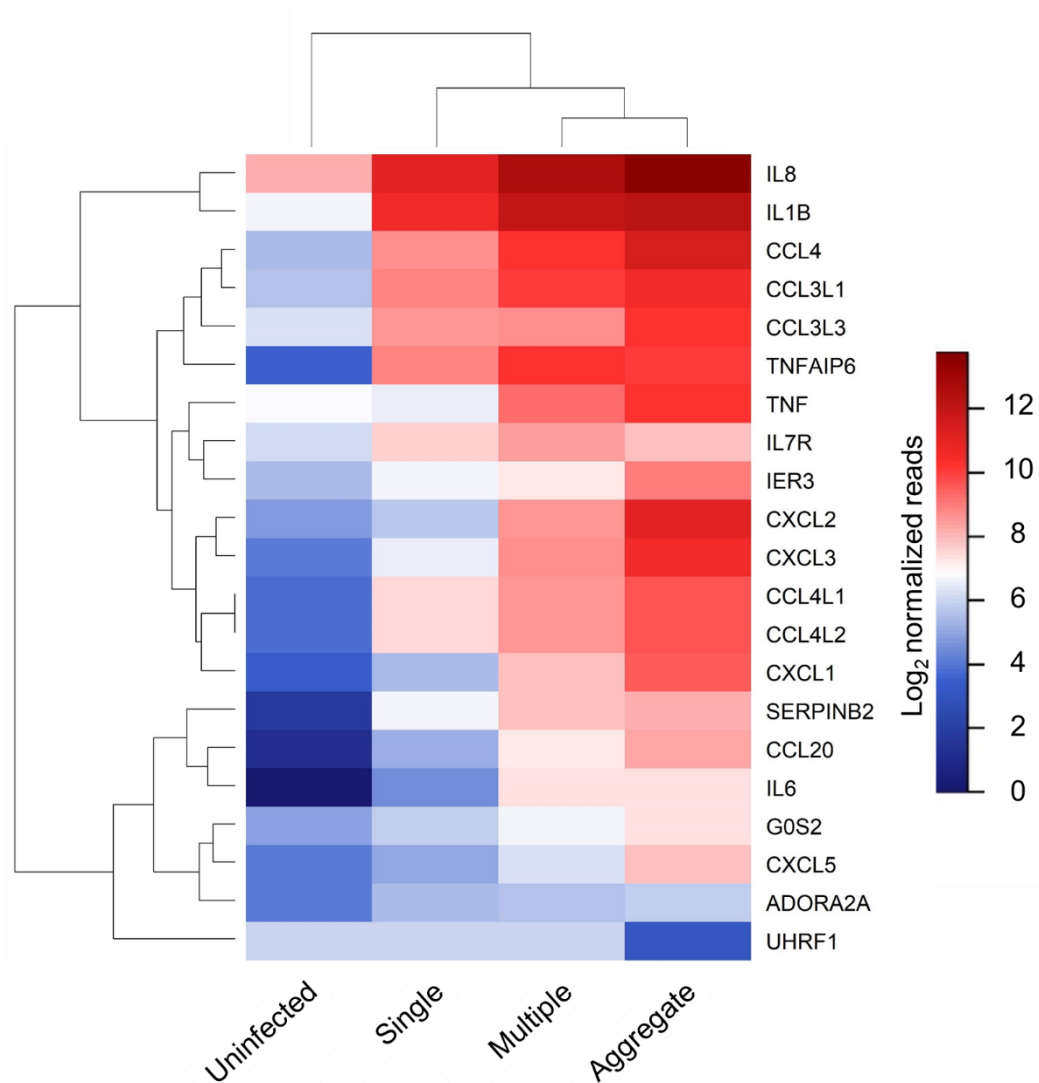 IL8
IL1B
CCL4
CCL3L1
CCL3L3
TNFAIP6
TNF
IL7R
IER3
CXCL2
CXCL3
CCL4L1
CCL4L2
CXCL1
SERPINB2
CCL20
IL6
G0S2
CXCL5
ADORA2A
UHRF1
12
10
8
6
4
2
0
Log₂ normalized reads
Uninfected
Single
Multiple
Aggregate